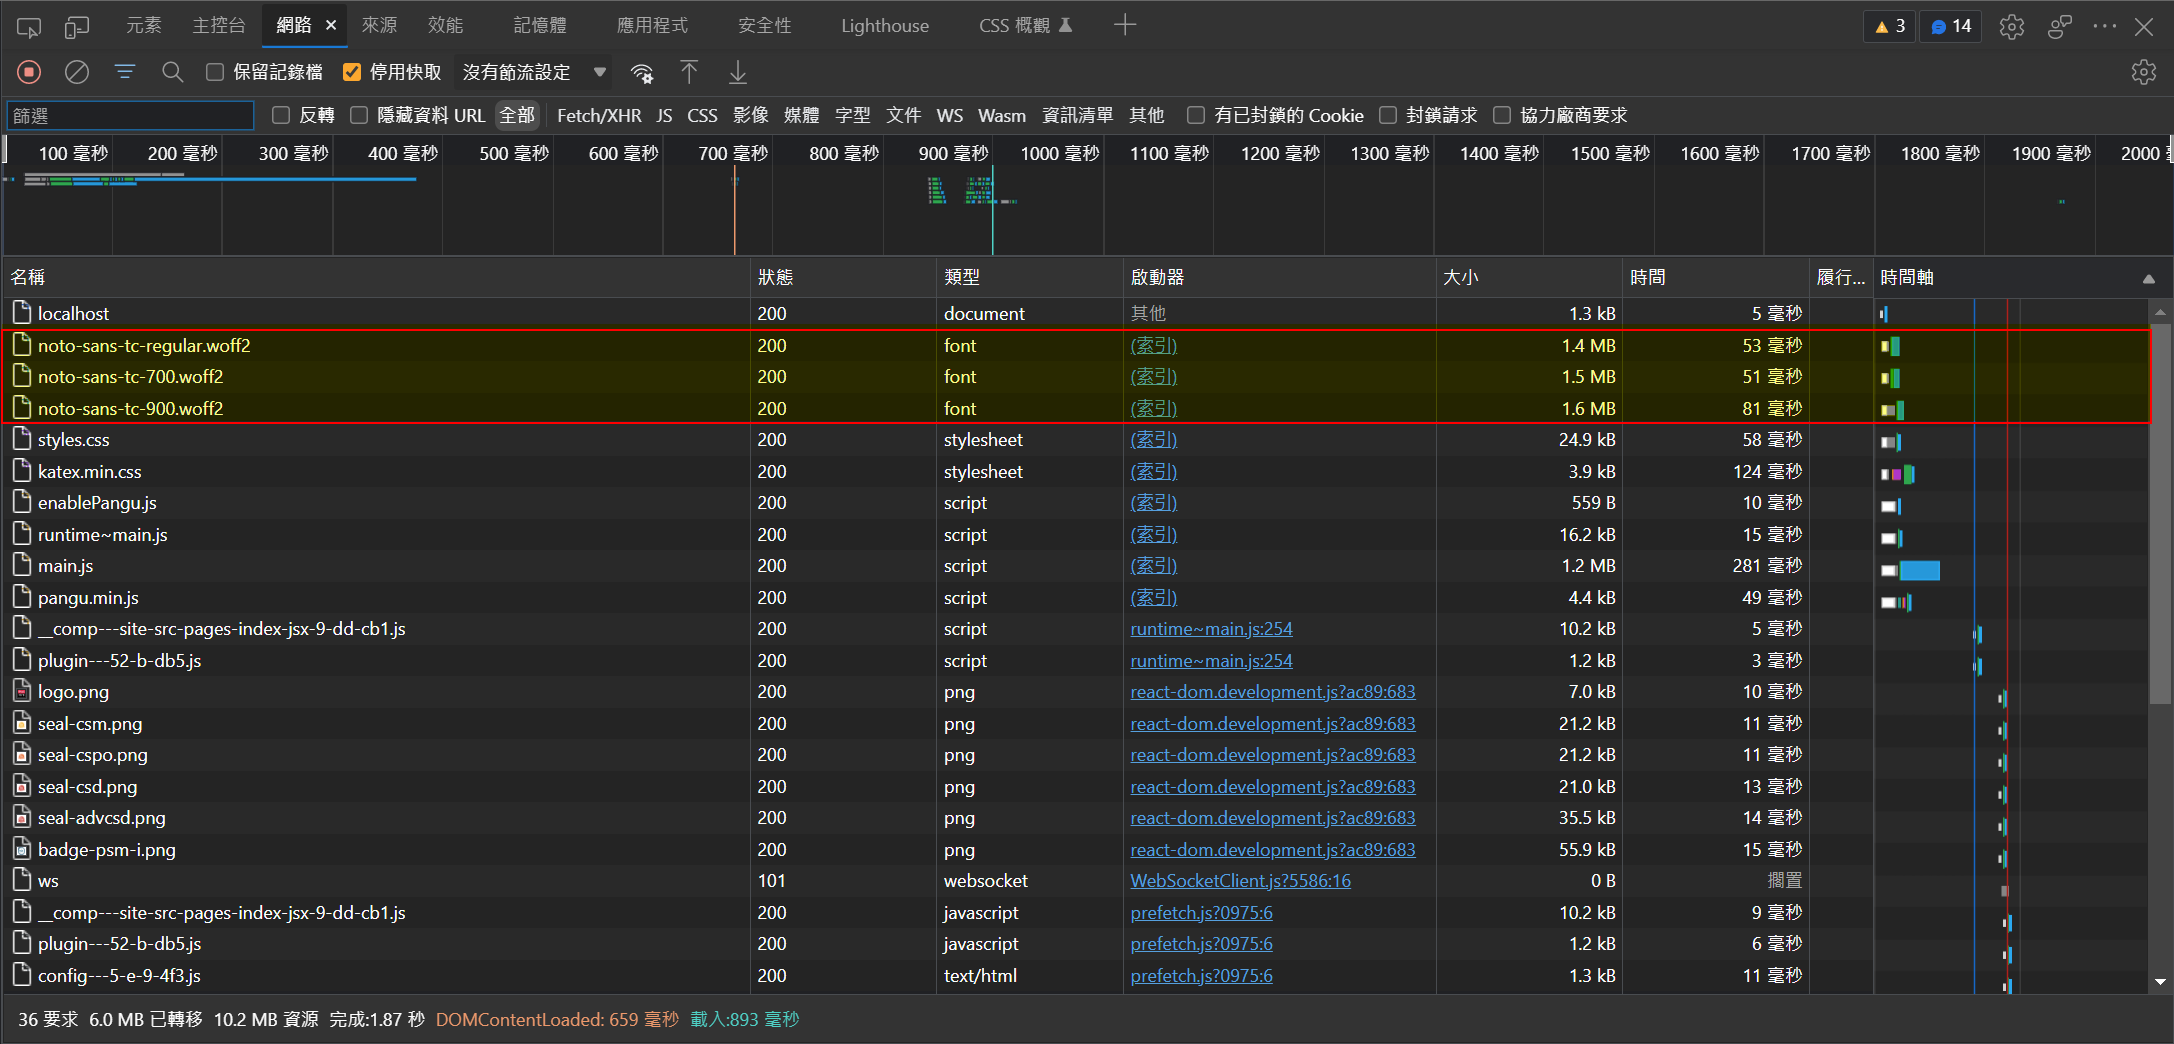 元素 主控台 網路 × 來源 效能 記憶體 應用程式 安全性 Lighthouse CSS 概觀 3 14
保留記錄檔 停用快取 沒有節流設定
篩選 反轉 隱藏資料 URL 全部 Fetch/XHR JS CSS 影像 媒體 字型 文件 WS Wasm 資訊清單 其他 有已封鎖的 Cookie 封鎖請求 協力廠商要求
100 毫秒 200 毫秒 300 毫秒 400 毫秒 500 毫秒 600 毫秒 700 毫秒 800 毫秒 900 毫秒 1000 毫秒 1100 毫秒 1200 毫秒 1300 毫秒 1400 毫秒 1500 毫秒 1600 毫秒 1700 毫秒 1800 毫秒 1900 毫秒 2000
名稱 狀態 類型 啟動器 大小 時間 履行... 時間軸
localhost 200 document 其他 1.3 kB 5 毫秒
noto-sans-tc-regular.woff2 200 font (索引) 1.4 MB 53 毫秒
noto-sans-tc-700.woff2 200 font (索引) 1.5 MB 51 毫秒
noto-sans-tc-900.woff2 200 font (索引) 1.6 MB 81 毫秒
styles.css 200 stylesheet (索引) 24.9 kB 58 毫秒
katex.min.css 200 stylesheet (索引) 3.9 kB 124 毫秒
enablePangu.js 200 script (索引) 559 B 10 毫秒
runtime~main.js 200 script (索引) 16.2 kB 15 毫秒
main.js 200 script (索引) 1.2 MB 281 毫秒
pangu.min.js 200 script (索引) 4.4 kB 49 毫秒
__comp---site-src-pages-index-jsx-9-dd-cb1.js 200 script runtime~main.js:254 10.2 kB 5 毫秒
plugin---52-b-db5.js 200 script runtime~main.js:254 1.2 kB 3 毫秒
logo.png 200 png react-dom.development.js?ac89:683 7.0 kB 10 毫秒
seal-csm.png 200 png react-dom.development.js?ac89:683 21.2 kB 11 毫秒
seal-cspo.png 200 png react-dom.development.js?ac89:683 21.2 kB 11 毫秒
seal-csd.png 200 png react-dom.development.js?ac89:683 21.0 kB 13 毫秒
seal-advcsd.png 200 png react-dom.development.js?ac89:683 35.5 kB 14 毫秒
badge-psm-i.png 200 png react-dom.development.js?ac89:683 55.9 kB 15 毫秒
ws 101 websocket WebSocketClient.js?5586:16 0 B 擱置
__comp---site-src-pages-index-jsx-9-dd-cb1.js 200 javascript prefetch.js?0975:6 10.2 kB 9 毫秒
plugin---52-b-db5.js 200 javascript prefetch.js?0975:6 1.2 kB 6 毫秒
config---5-e-9-4f3.js 200 text/html prefetch.js?0975:6 1.3 kB 11 毫秒
36 要求 6.0 MB 已轉移 10.2 MB 資源 完成:1.87 秒 DOMContentLoaded: 659 毫秒 載入:893 毫秒